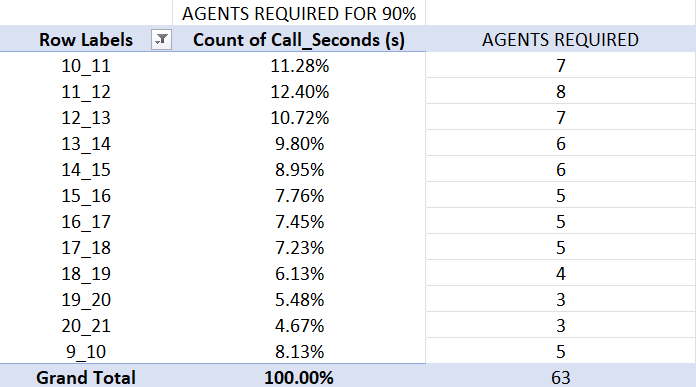 AGENTS REQUIRED FOR 90%
Row Labels Count of Call_Seconds (s) AGENTS REQUIRED
10_11 11.28% 7
11_12 12.40% 8
12_13 10.72% 7
13_14 9.80% 6
14_15 8.95% 6
15_16 7.76% 5
16_17 7.45% 5
17_18 7.23% 5
18_19 6.13% 4
19_20 5.48% 3
20_21 4.67% 3
9_10 8.13% 5
Grand Total 100.00% 63